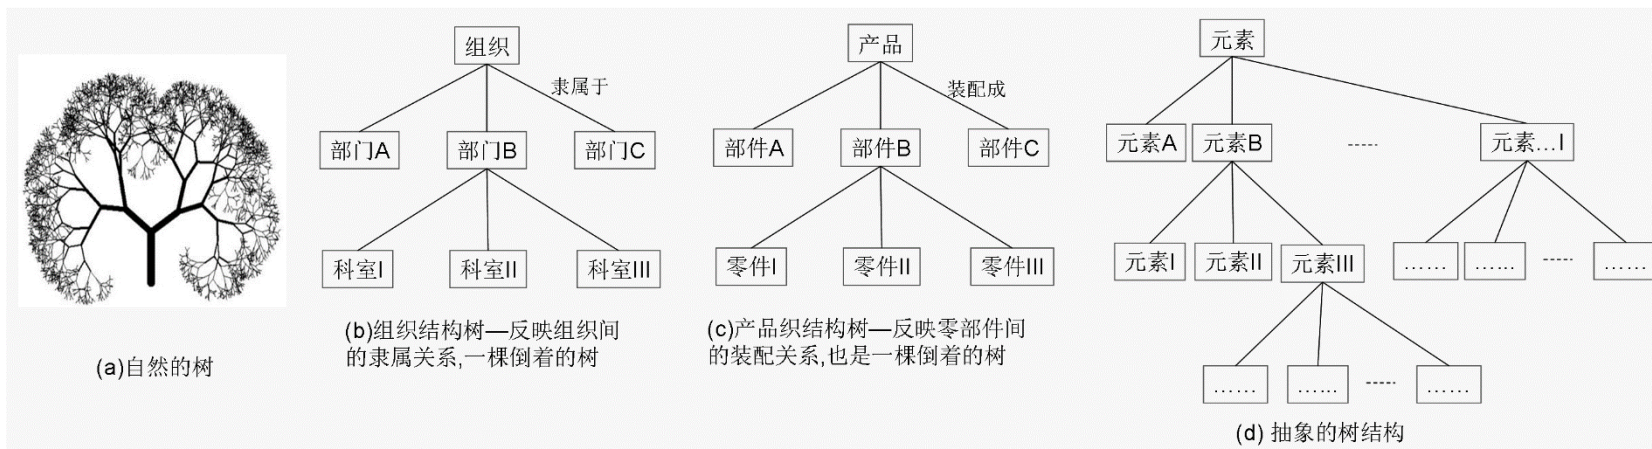 (a)自然的树
组织
隶属于
部门A
部门B
部门C
科室I
科室II
科室III
(b)组织结构树—反映组织间
的隶属关系,一棵倒着的树
产品
装配成
部件A
部件B
部件C
零件I
零件II
零件III
(c)产品织结构树—反映零部件间
的装配关系,也是一棵倒着的树
元素
元素A
元素B
元素…I
元素I
元素II
元素III
……
……
……
……
……
……
(d) 抽象的树结构